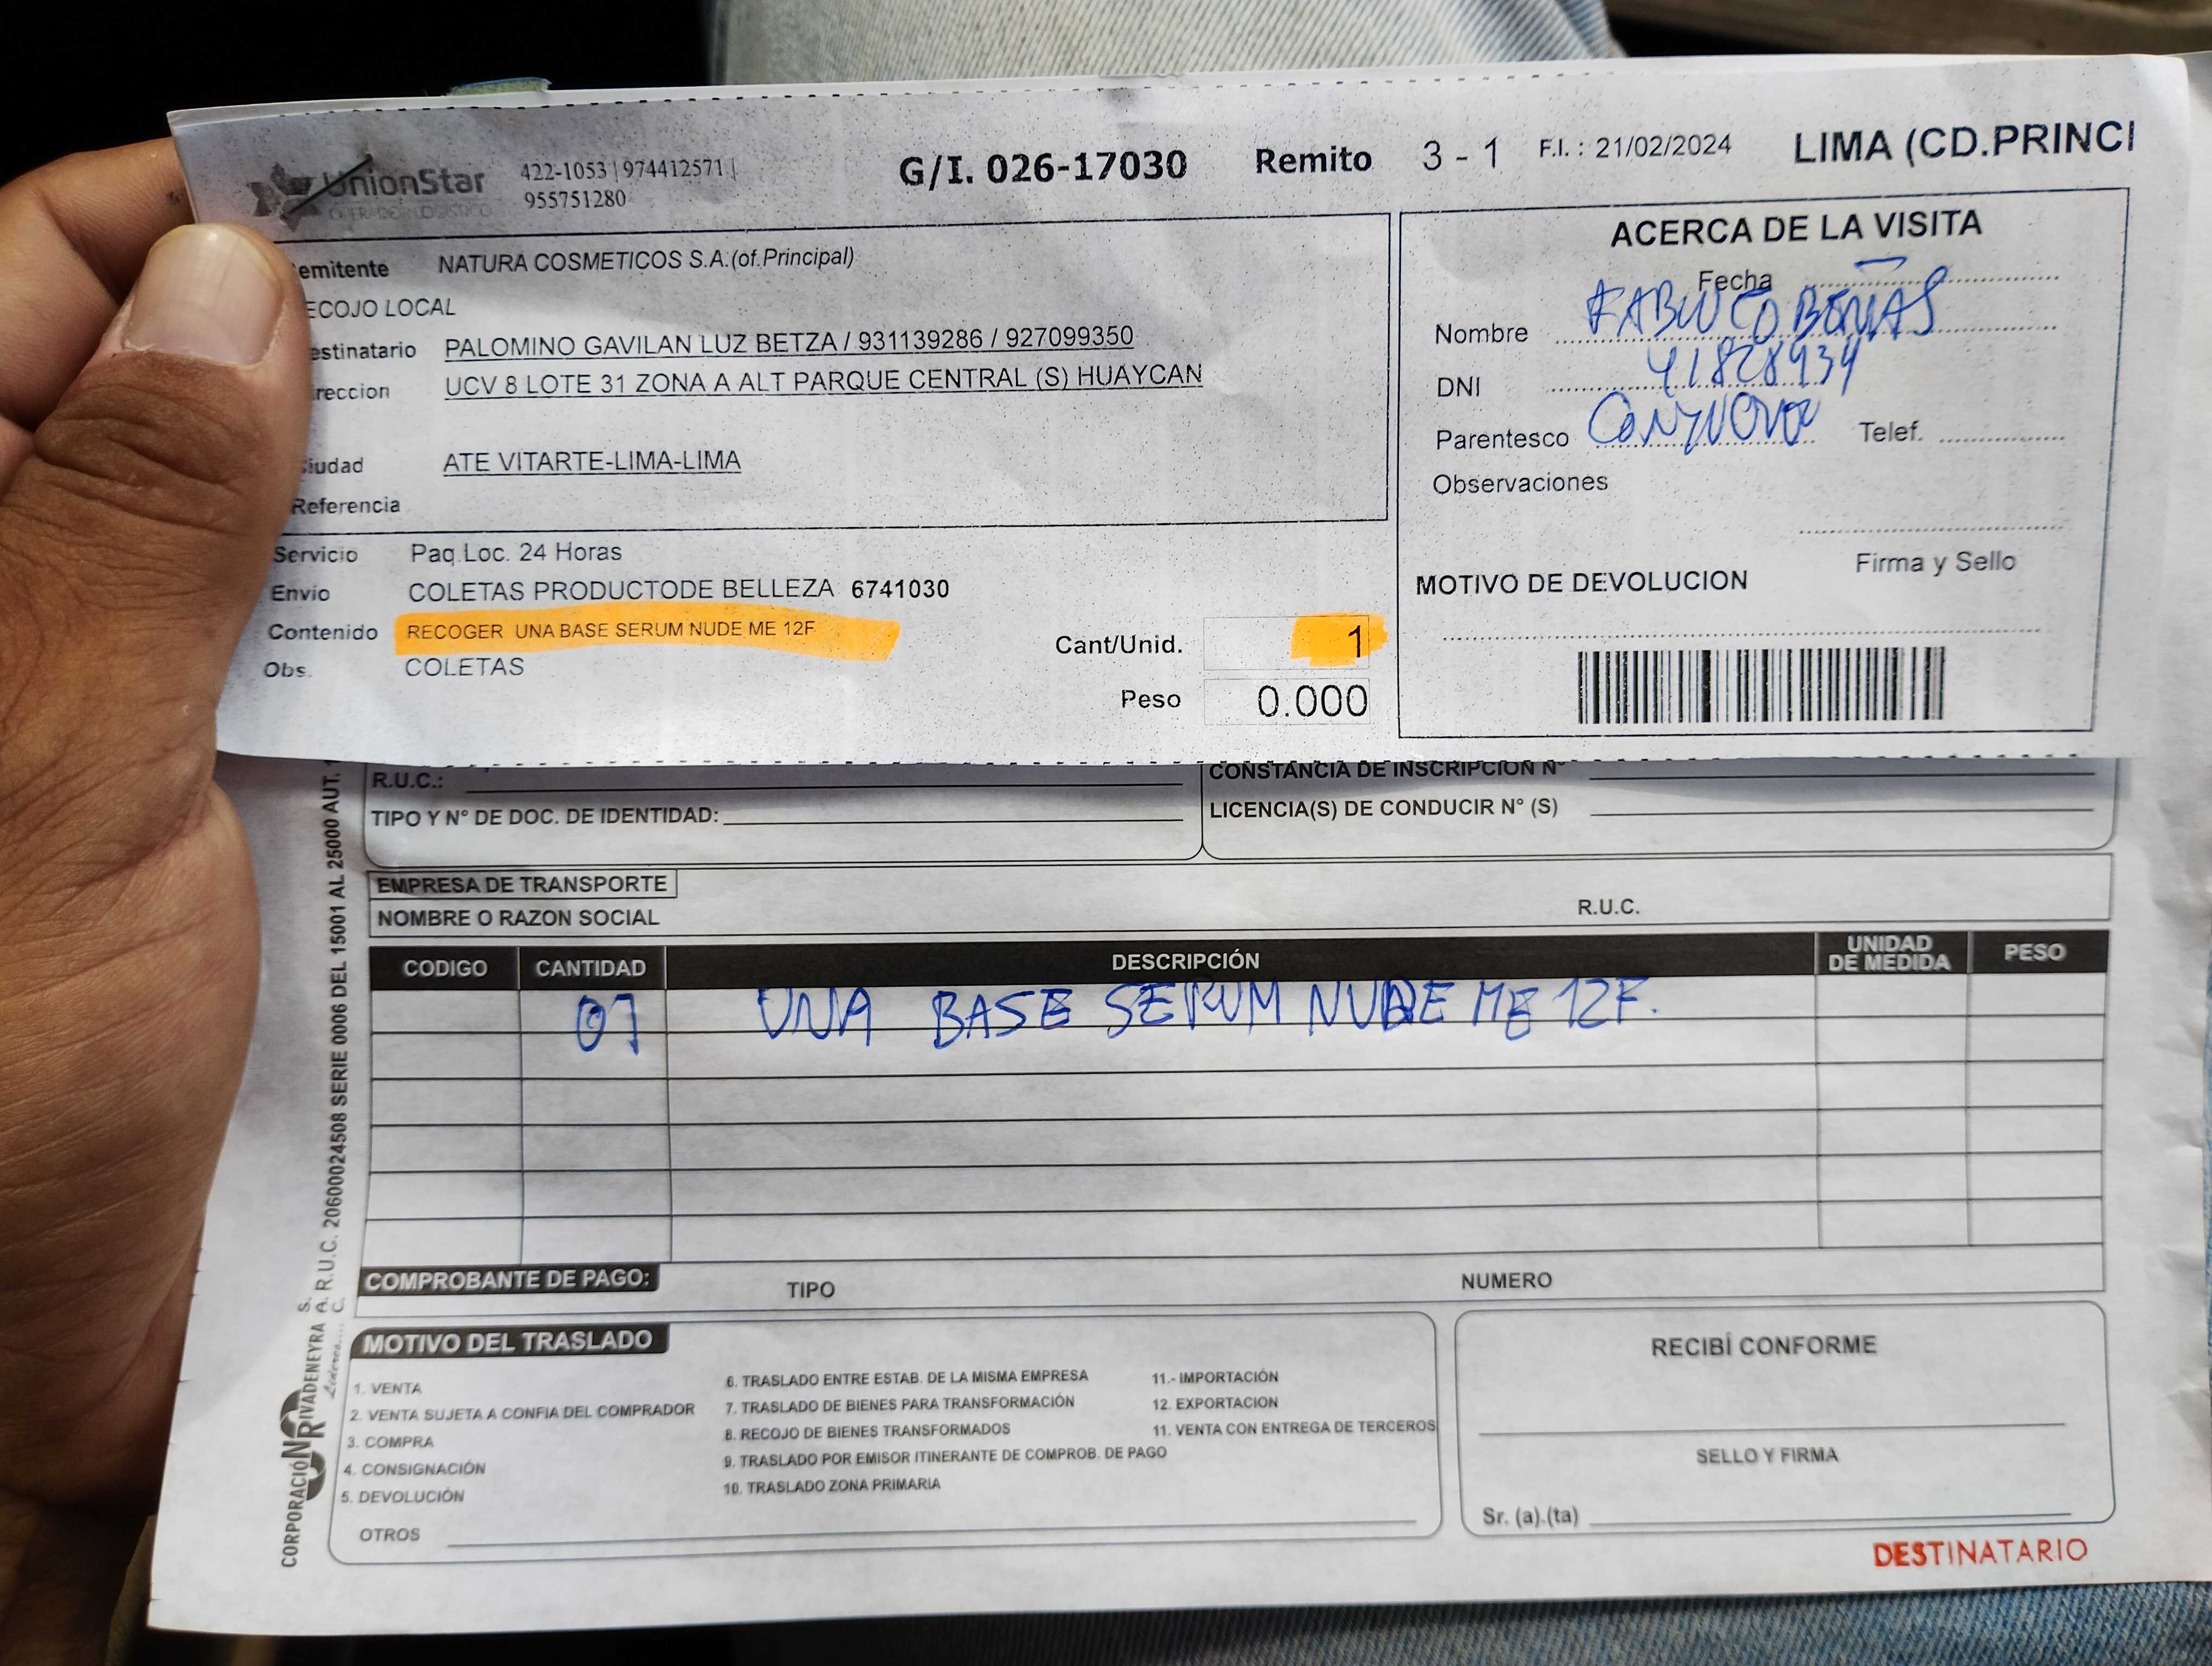 UnionStar
OPERADOR LOGISTICO
422-1053 | 974412571 |
955751280
G/I. 026-17030 Remito 3 - 1 F.I. : 21/02/2024 LIMA (CD.PRINCI
emitente NATURA COSMETICOS S.A.(of.Principal)
ECOJO LOCAL
estinatario PALOMINO GAVILAN LUZ BETZA / 931139286 / 927099350
ireccion UCV 8 LOTE 31 ZONA A ALT PARQUE CENTRAL (S) HUAYCAN
iudad ATE VITARTE-LIMA-LIMA
Referencia
Servicio Paq.Loc. 24 Horas
Envio COLETAS PRODUCTODE BELLEZA 6741030
Contenido RECOGER UNA BASE SERUM NUDE ME 12F
Obs. COLETAS
Cant/Unid. 1
Peso 0.000
ACERCA DE LA VISITA
Fecha
Nombre
DNI 41828934
Parentesco Telef.
Observaciones
Firma y Sello
MOTIVO DE DEVOLUCION
R.U.C.:
TIPO Y N° DE DOC. DE IDENTIDAD:
CONSTANCIA DE INSCRIPCION N°
LICENCIA(S) DE CONDUCIR N° (S)
EMPRESA DE TRANSPORTE
NOMBRE O RAZON SOCIAL R.U.C.
CODIGO CANTIDAD DESCRIPCIÓN UNIDAD DE MEDIDA PESO
01 UNA BASE SERUM NUDE ME 12F.
COMPROBANTE DE PAGO: TIPO NUMERO
MOTIVO DEL TRASLADO
1. VENTA
2. VENTA SUJETA A CONFIA DEL COMPRADOR
3. COMPRA
4. CONSIGNACIÓN
5. DEVOLUCIÓN
6. TRASLADO ENTRE ESTAB. DE LA MISMA EMPRESA
7. TRASLADO DE BIENES PARA TRANSFORMACIÓN
8. RECOJO DE BIENES TRANSFORMADOS
9. TRASLADO POR EMISOR ITINERANTE DE COMPROB. DE PAGO
10. TRASLADO ZONA PRIMARIA
11.- IMPORTACIÓN
12. EXPORTACION
11. VENTA CON ENTREGA DE TERCEROS
OTROS
RECIBÍ CONFORME
SELLO Y FIRMA
Sr. (a).(ta)
DESTINATARIO
CORPORACIÓN RIVADENEYRA S.A.C. R.U.C. 20600024508 SERIE 0006 DEL 15001 AL 25000 AUT.